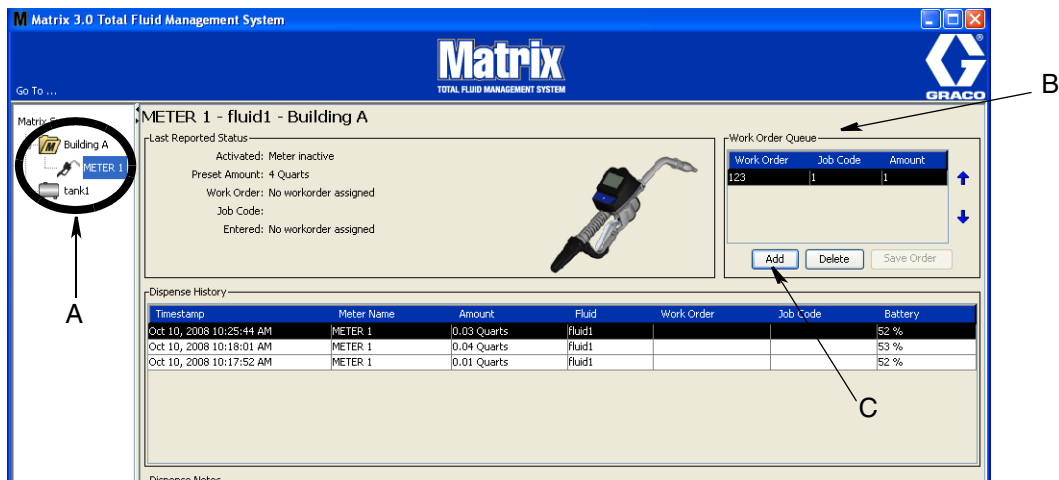 M Matrix 3.0 Total Fluid Management System
Matrix
TOTAL FLUID MANAGEMENT SYSTEM
®
GRACO
Go To ...
B
METER 1 - fluid1 - Building A
Building A
METER 1
tank1
A
Last Reported Status
Activated: Meter inactive
Preset Amount: 4 Quarts
Work Order: No workorder assigned
Job Code:
Entered: No workorder assigned
Work Order Queue
Work Order Job Code Amount
123 1 1
Add Delete Save Order
C
Dispense History
Timestamp Meter Name Amount Fluid Work Order Job Code Battery
Oct 10, 2008 10:25:44 AM METER 1 0.03 Quarts fluid1 52 %
Oct 10, 2008 10:18:01 AM METER 1 0.04 Quarts fluid1 53 %
Oct 10, 2008 10:17:52 AM METER 1 0.01 Quarts fluid1 52 %
Dispense Notes